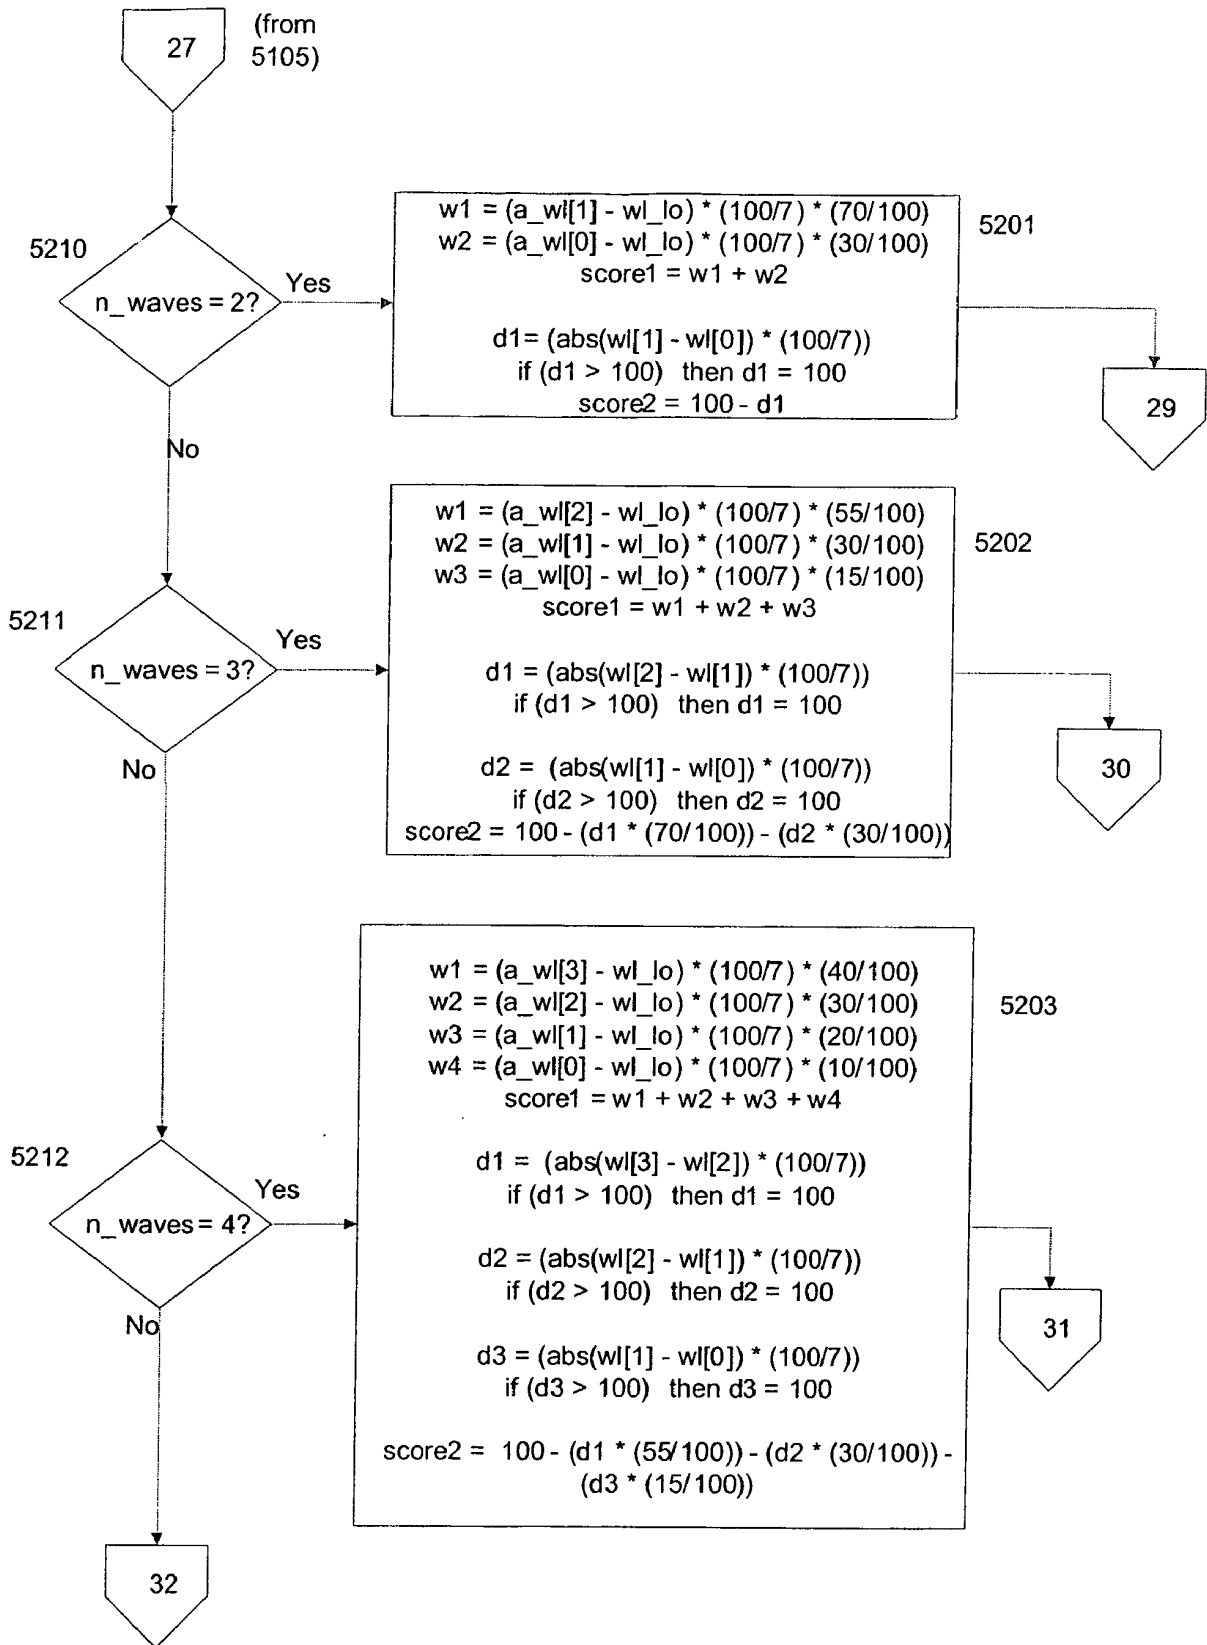 27
(from
5105)
5210
n_waves = 2?
Yes
No
w1 = (a_wl[1] - wl_lo) * (100/7) * (70/100)
w2 = (a_wl[0] - wl_lo) * (100/7) * (30/100)
score1 = w1 + w2
d1= (abs(wl[1] - wl[0]) * (100/7))
if (d1 > 100) then d1 = 100
score2 = 100 - d1
5201
29
5211
n_waves = 3?
Yes
No
w1 = (a_wl[2] - wl_lo) * (100/7) * (55/100)
w2 = (a_wl[1] - wl_lo) * (100/7) * (30/100)
w3 = (a_wl[0] - wl_lo) * (100/7) * (15/100)
score1 = w1 + w2 + w3
d1 = (abs(wl[2] - wl[1]) * (100/7))
if (d1 > 100) then d1 = 100
d2 = (abs(wl[1] - wl[0]) * (100/7))
if (d2 > 100) then d2 = 100
score2 = 100 - (d1 * (70/100)) - (d2 * (30/100))
5202
30
5212
n_waves = 4?
Yes
No
w1 = (a_wl[3] - wl_lo) * (100/7) * (40/100)
w2 = (a_wl[2] - wl_lo) * (100/7) * (30/100)
w3 = (a_wl[1] - wl_lo) * (100/7) * (20/100)
w4 = (a_wl[0] - wl_lo) * (100/7) * (10/100)
score1 = w1 + w2 + w3 + w4
d1 = (abs(wl[3] - wl[2]) * (100/7))
if (d1 > 100) then d1 = 100
d2 = (abs(wl[2] - wl[1]) * (100/7))
if (d2 > 100) then d2 = 100
d3 = (abs(wl[1] - wl[0]) * (100/7))
if (d3 > 100) then d3 = 100
score2 = 100 - (d1 * (55/100)) - (d2 * (30/100)) -
(d3 * (15/100))
5203
31
32